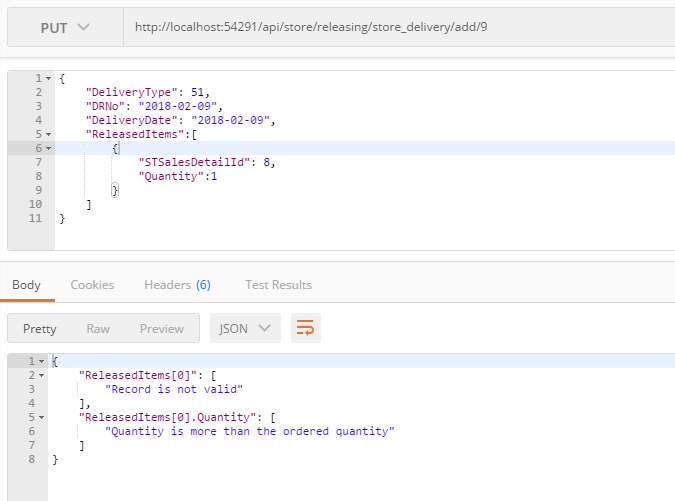 PUT http://localhost:54291/api/store/releasing/store_delivery/add/9
1 {
2 "DeliveryType": 51,
3 "DRNo": "2018-02-09",
4 "DeliveryDate": "2018-02-09",
5 "ReleasedItems":[
6 {
7 "STSalesDetailId": 8,
8 "Quantity":1
9 }
10 ]
11 }
Body Cookies Headers (6) Test Results
Pretty Raw Preview JSON
1 {
2 "ReleasedItems[0]": [
3 "Record is not valid"
4 ],
5 "ReleasedItems[0].Quantity": [
6 "Quantity is more than the ordered quantity"
7 ]
8 }